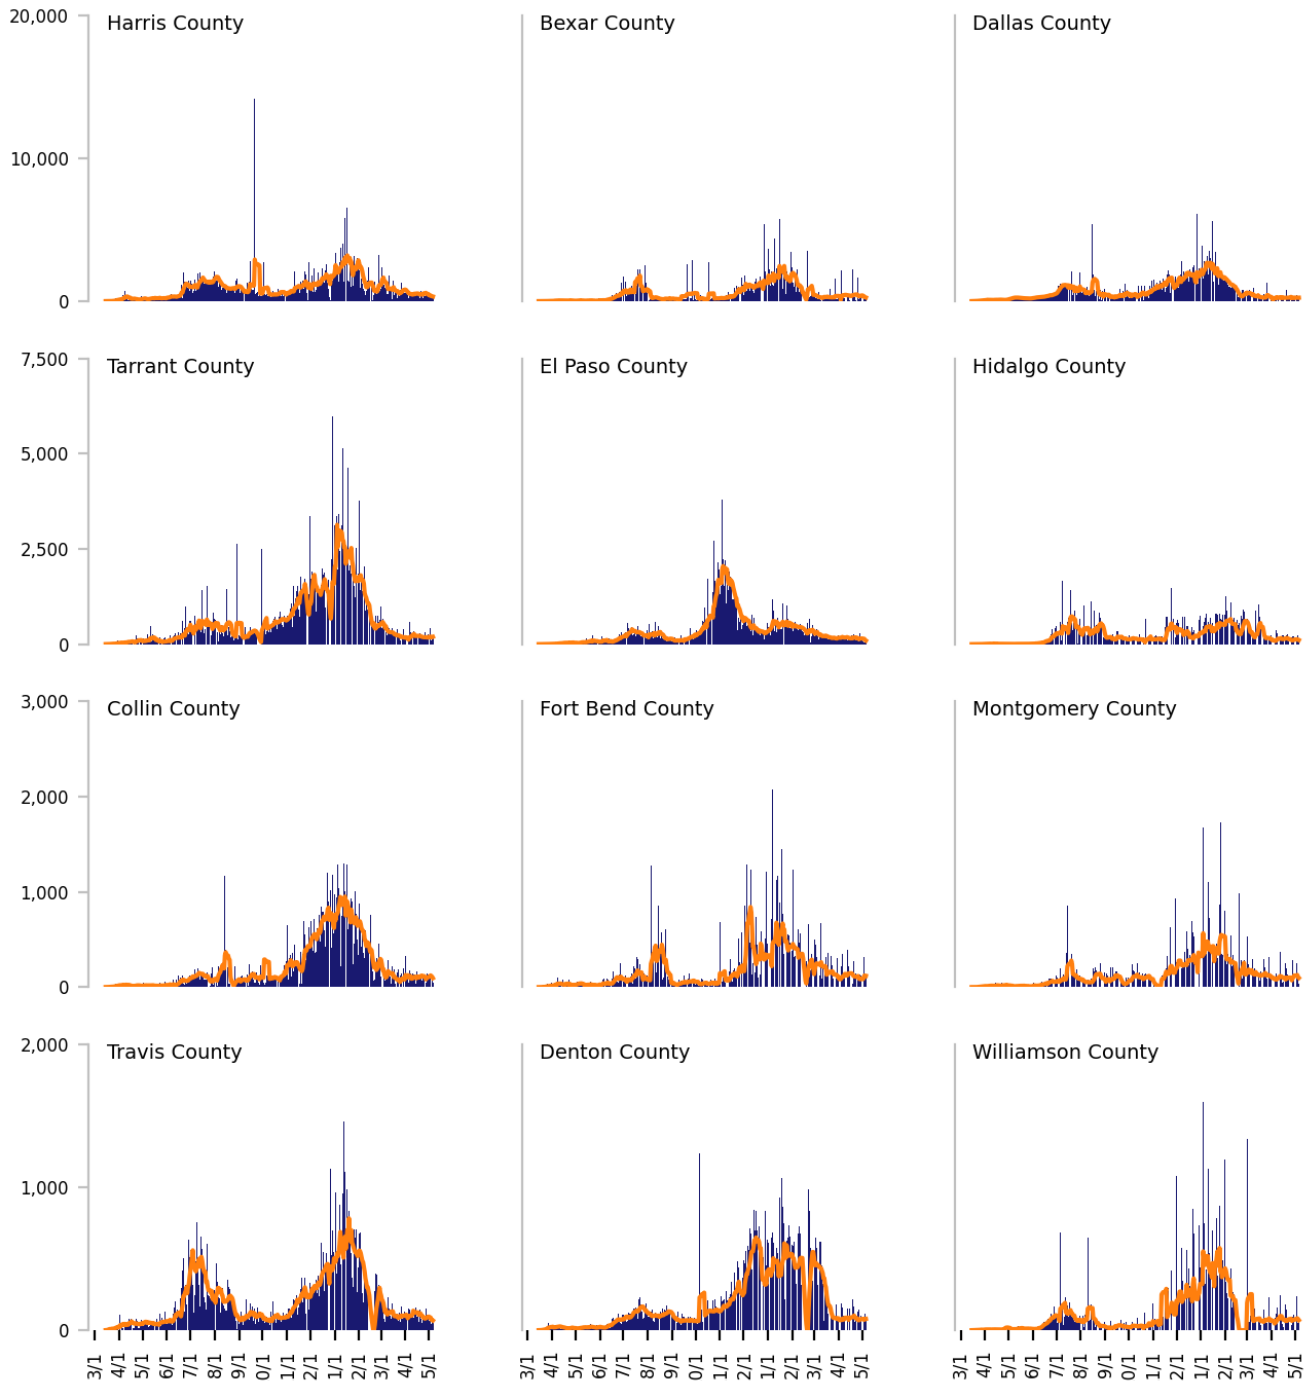 20,000
Harris County
Bexar County
Dallas County
10,000
0
7,500
Tarrant County
El Paso County
Hidalgo County
5,000
2,500
0
3,000
Collin County
Fort Bend County
Montgomery County
2,000
1,000
0
2,000
Travis County
Denton County
Williamson County
1,000
0
3/1 4/1 5/1 6/1 7/1 8/1 9/1 0/1 1/1 2/1 1/1 2/1 3/1 4/1 5/1
3/1 4/1 5/1 6/1 7/1 8/1 9/1 0/1 1/1 2/1 1/1 2/1 3/1 4/1 5/1
3/1 4/1 5/1 6/1 7/1 8/1 9/1 0/1 1/1 2/1 1/1 2/1 3/1 4/1 5/1